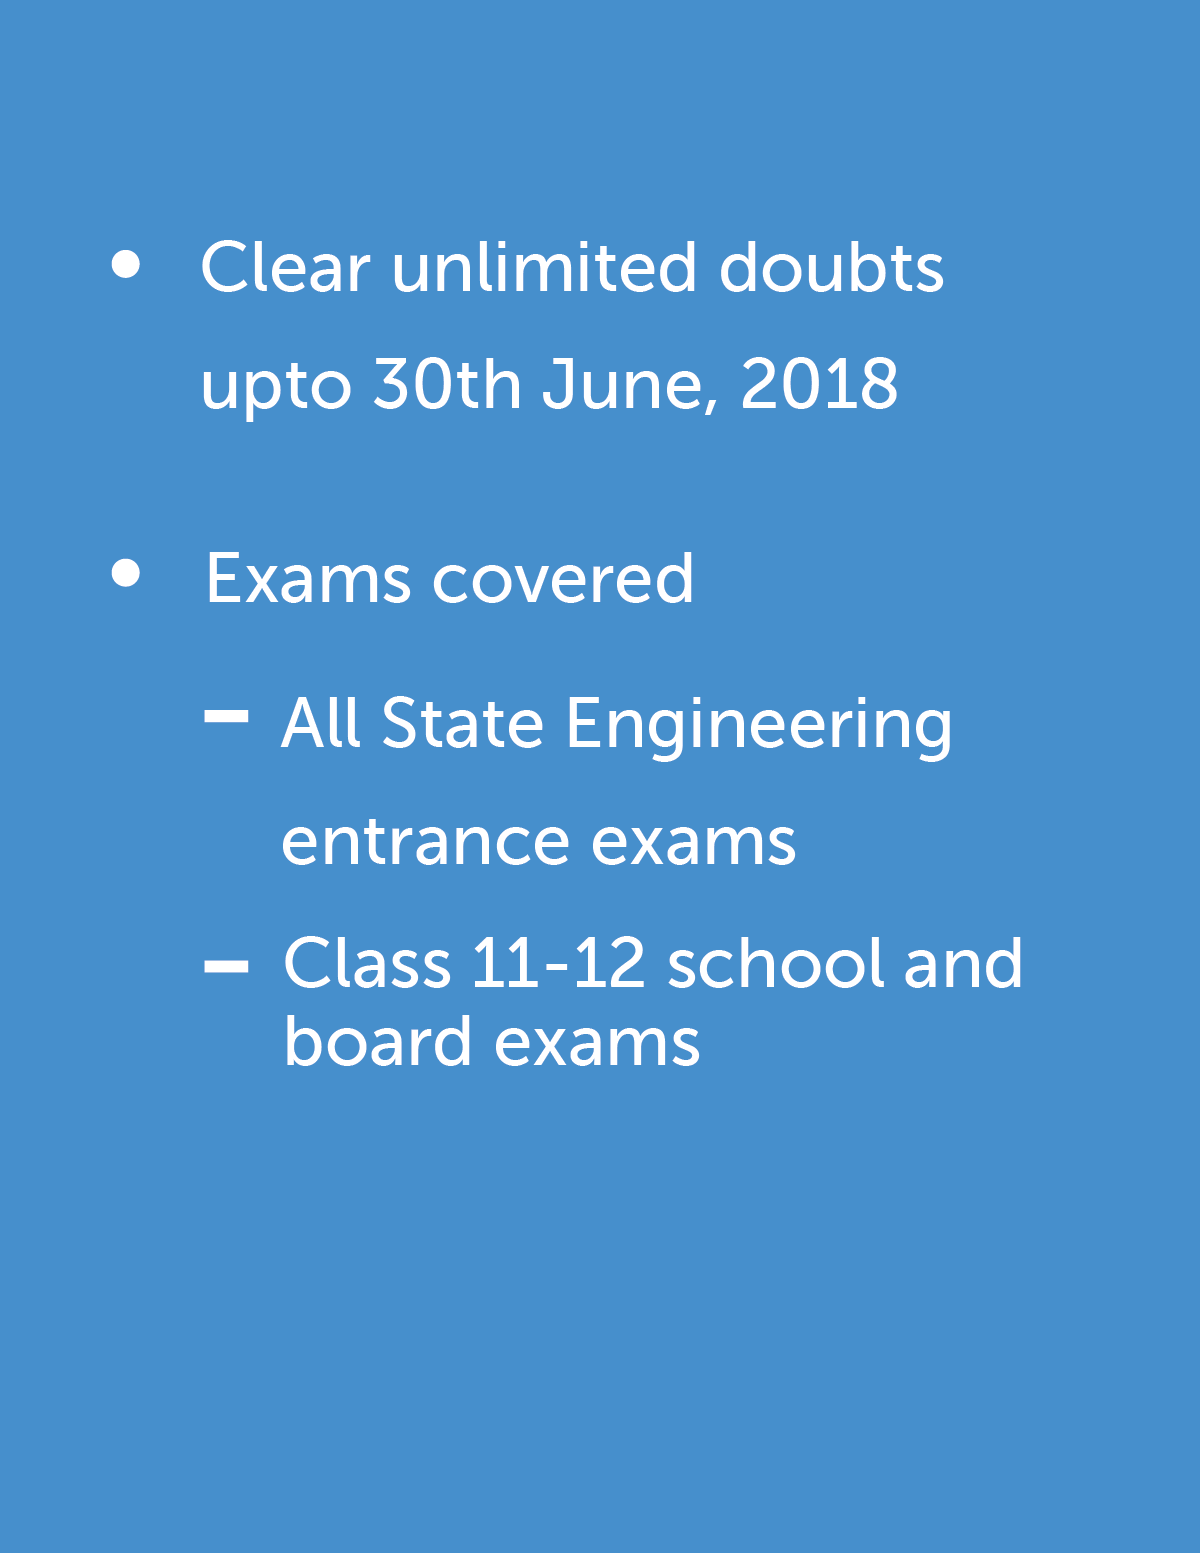 • Clear unlimited doubts
upto 30th June, 2018
• Exams covered
– All State Engineering
entrance exams
– Class 11-12 school and
board exams